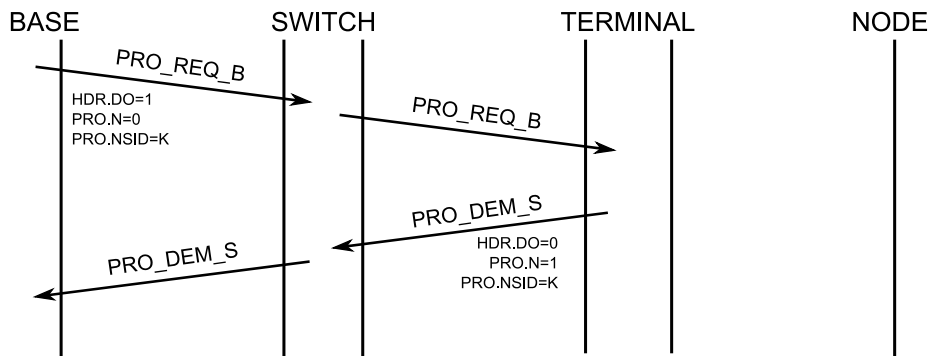 BASE SWITCH TERMINAL NODE
PRO_REQ_B
HDR.DO=1
PRO.N=0
PRO.NSID=K
PRO_REQ_B
PRO_DEM_S
HDR.DO=0
PRO.N=1
PRO.NSID=K
PRO_DEM_S